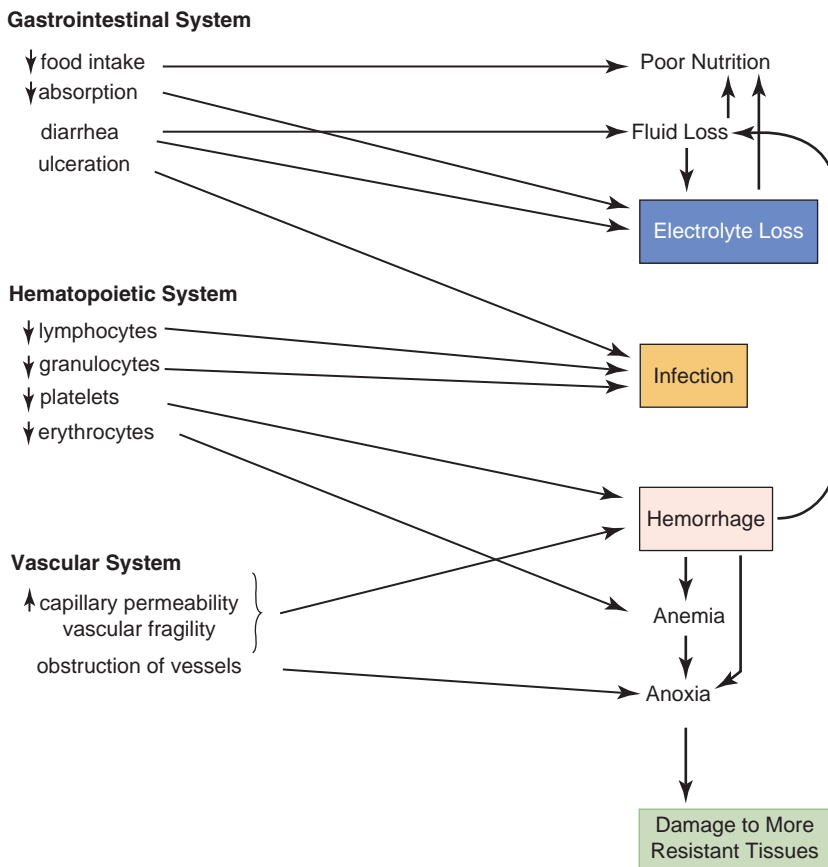 Gastrointestinal System
food intake
absorption
diarrhea
ulceration
Poor Nutrition
Fluid Loss
Electrolyte Loss
Hematopoietic System
lymphocytes
granulocytes
platelets
erythrocytes
Infection
Hemorrhage
Vascular System
capillary permeability
vascular fragility
obstruction of vessels
Anemia
Anoxia
Damage to More
Resistant Tissues